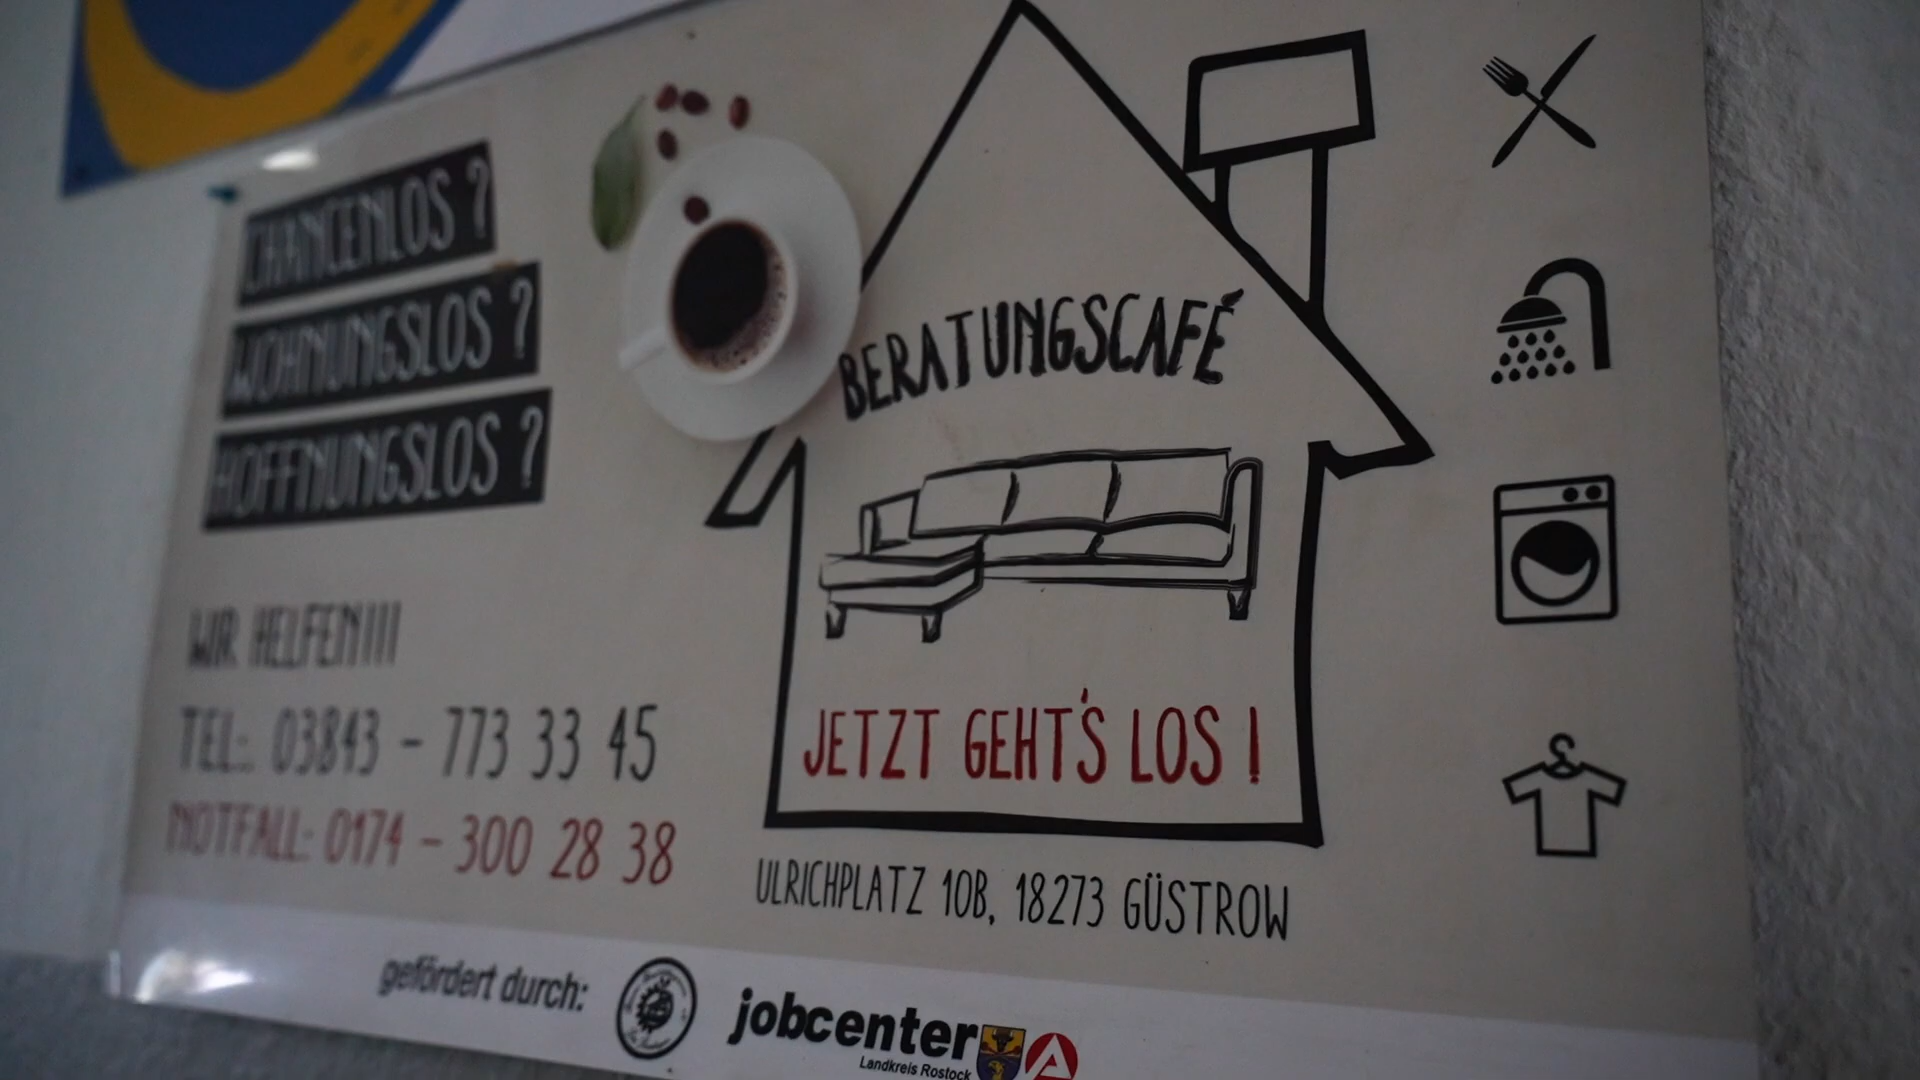 CHANCENLOS ?
WOHNUNGSLOS ?
HOFFNUNGSLOS ?
WIR HELFEN!!!
TEL.: 03843 - 773 33 45
NOTFALL: 0174 - 300 28 38
BERATUNGSCAFÉ
JETZT GEHT'S LOS !
ULRICHPLATZ 10B, 18273 GÜSTROW
gefördert durch:
jobcenter
Landkreis Rostock